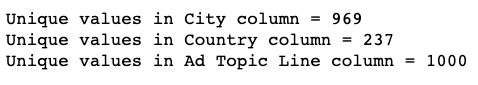 Unique values in City column = 969
Unique values in Country column = 237
Unique values in Ad Topic Line column = 1000